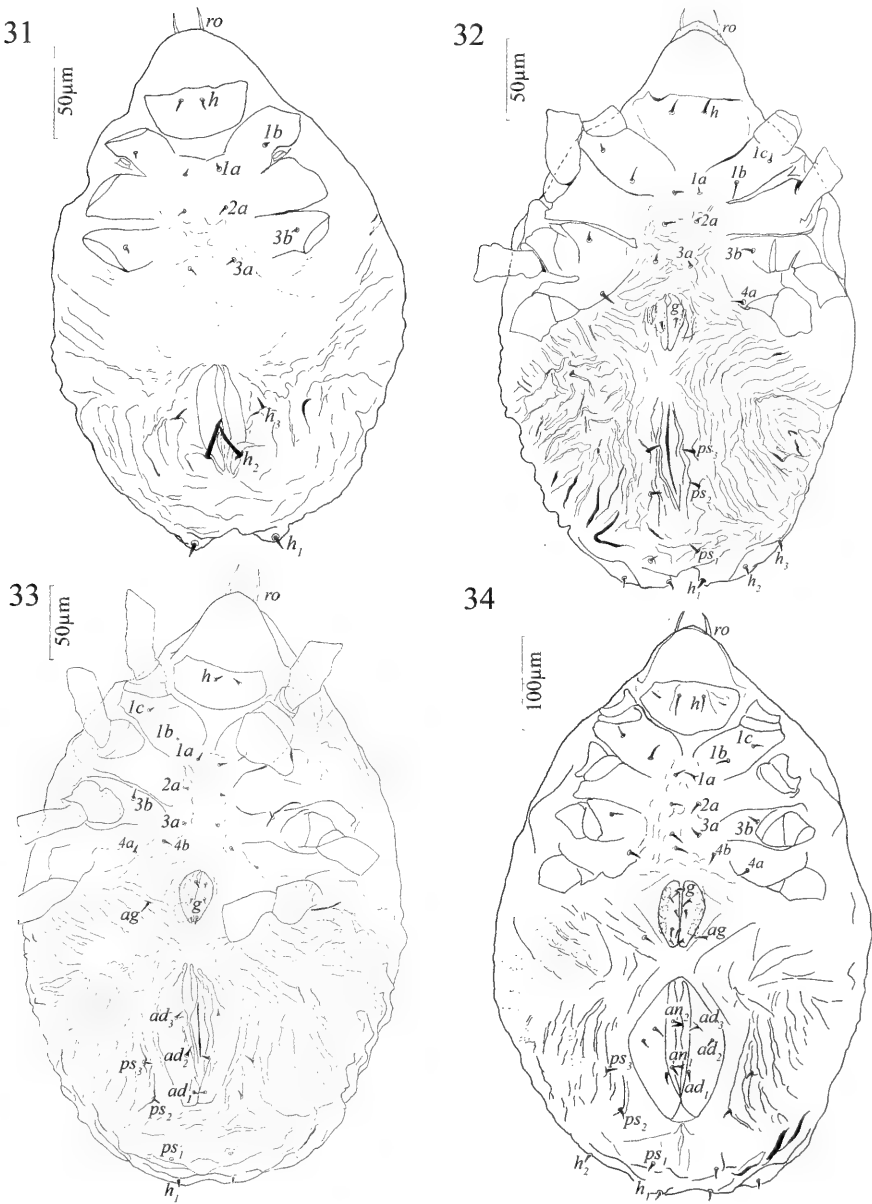 31
ro
50μm
h
1b
1a
2a
3b
3a
h3
h2
h1
32
ro
50μm
h
1c
1a
1b
2a
3b
3a
4a
g
ps3
ps2
ps1
h3
h2
h1
33
ro
50μm
h
1c
1b
1a
2a
3b
3a
4a
4b
g
ag
ad3
ad2
ps3
ad1
ps2
ps1
h1
34
ro
100μm
h
1c
1b
1a
2a
3a
3b
4b
4a
g
ag
an2
ad3
ad2
ps3
an1
ad1
ps2
ps1
h2
h1